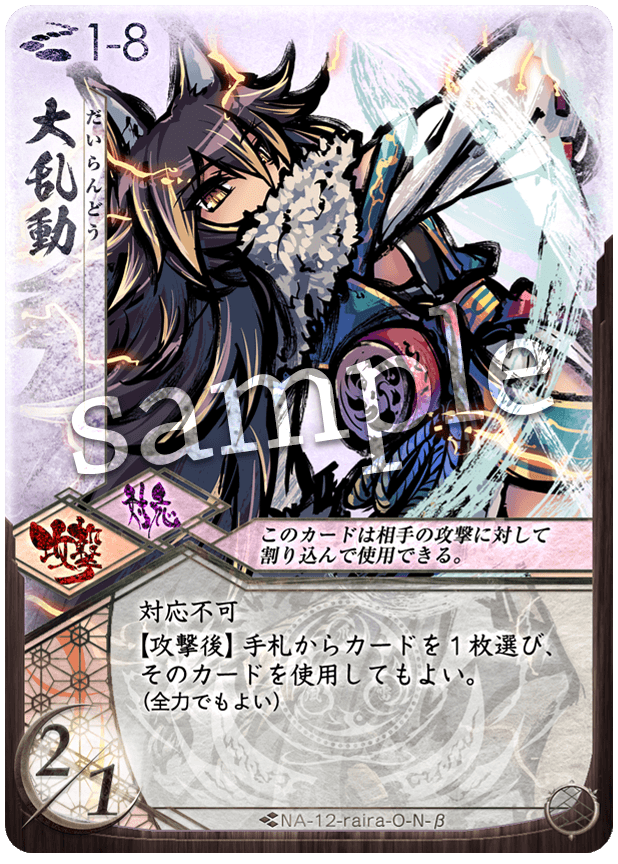 1-8
大乱動
だいらんどう
sample
攻撃
対応
このカードは相手の攻撃に対して
割り込んで使用できる。
対応不可
【攻撃後】手札からカードを１枚選び、
そのカードを使用してもよい。
(全力でもよい)
2/1
NA-12-raira-O-N-β